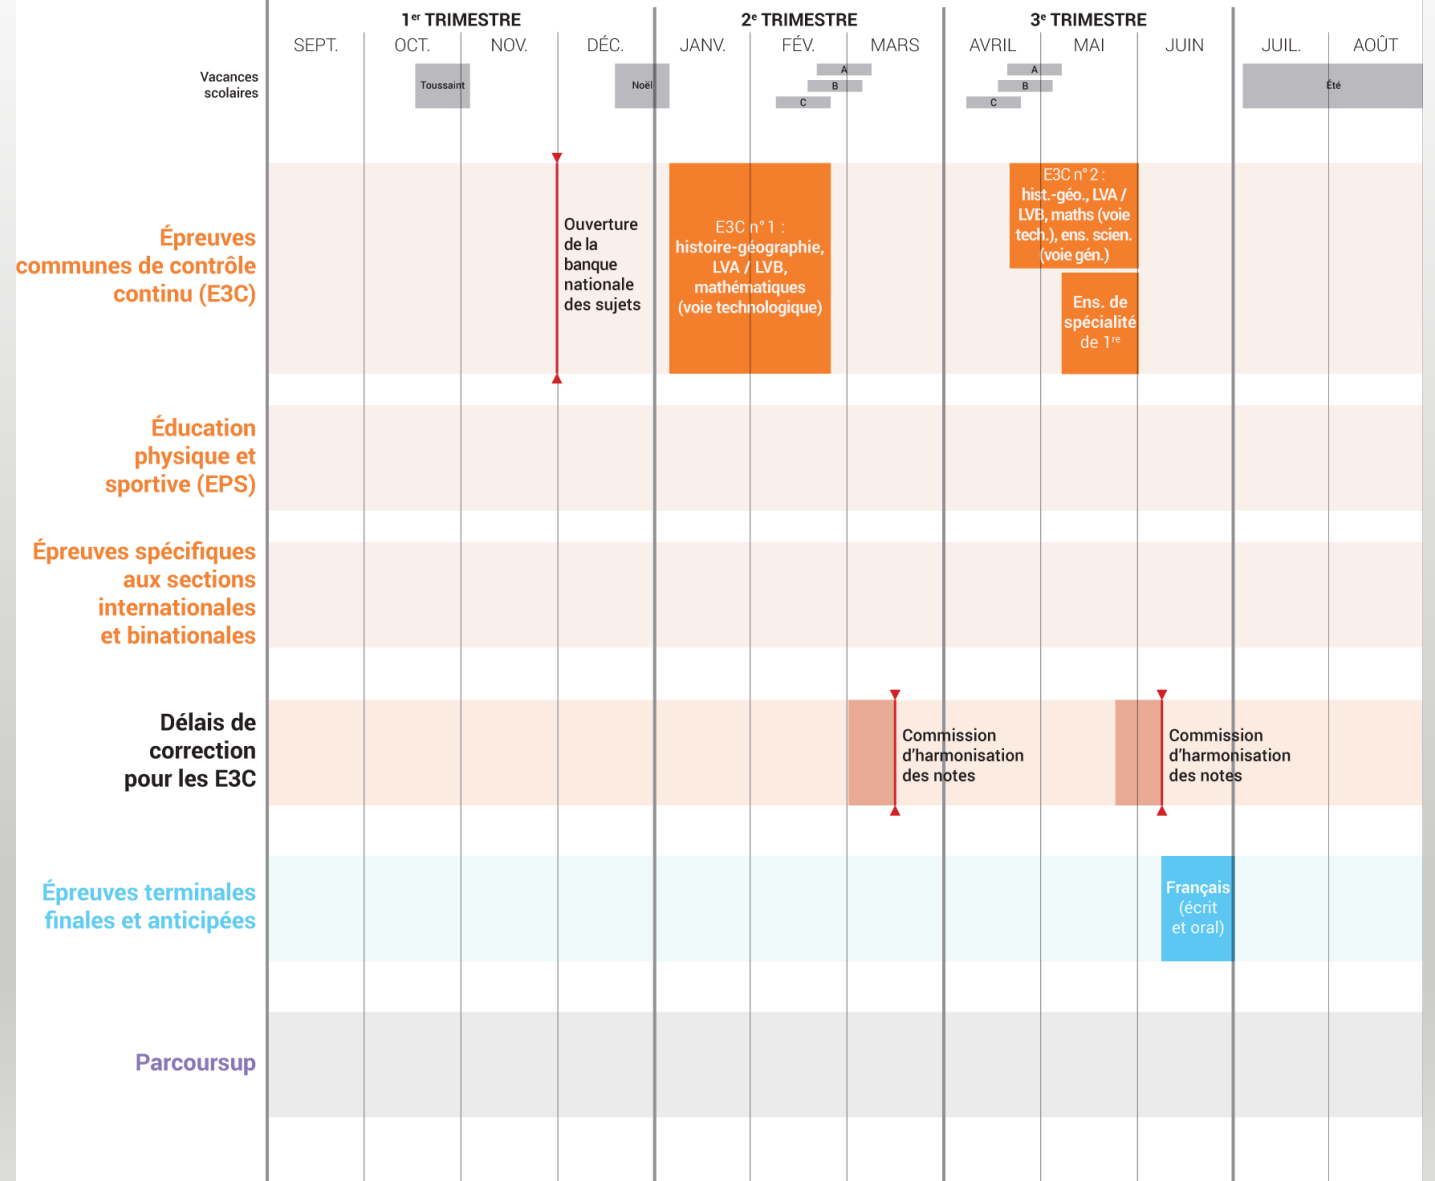 1er TRIMESTRE
2e TRIMESTRE
3e TRIMESTRE
SEPT.
OCT.
NOV.
DÉC.
JANV.
FÉV.
MARS
AVRIL
MAI
JUIN
JUIL.
AOÛT
Vacances
scolaires
Toussaint
Noël
A
B
C
A
B
C
Été
Épreuves
communes de contrôle
continu (E3C)
Ouverture
de la
banque
nationale
des sujets
E3C n° 1 :
histoire-géographie,
LVA / LVB,
mathématiques
(voie technologique)
E3C n° 2 :
hist.-géo., LVA /
LVB, maths (voie
tech.), ens. scien.
(voie gén.)
Ens. de
spécialité
de 1re
Éducation
physique et
sportive (EPS)
Épreuves spécifiques
aux sections
internationales
et binationales
Délais de
correction
pour les E3C
Commission
d'harmonisation
des notes
Commission
d'harmonisation
des notes
Épreuves terminales
finales et anticipées
Français
(écrit
et oral)
Parcoursup